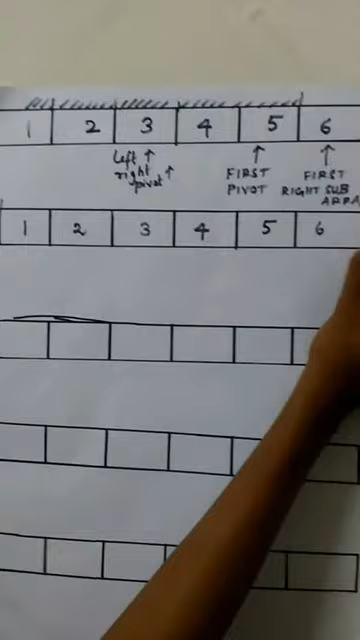 1 2 3 4 5 6
Left ↑
right
pivot ↑
↑
FIRST
PIVOT
↑
FIRST
RIGHT SUB
ARRA
1 2 3 4 5 6